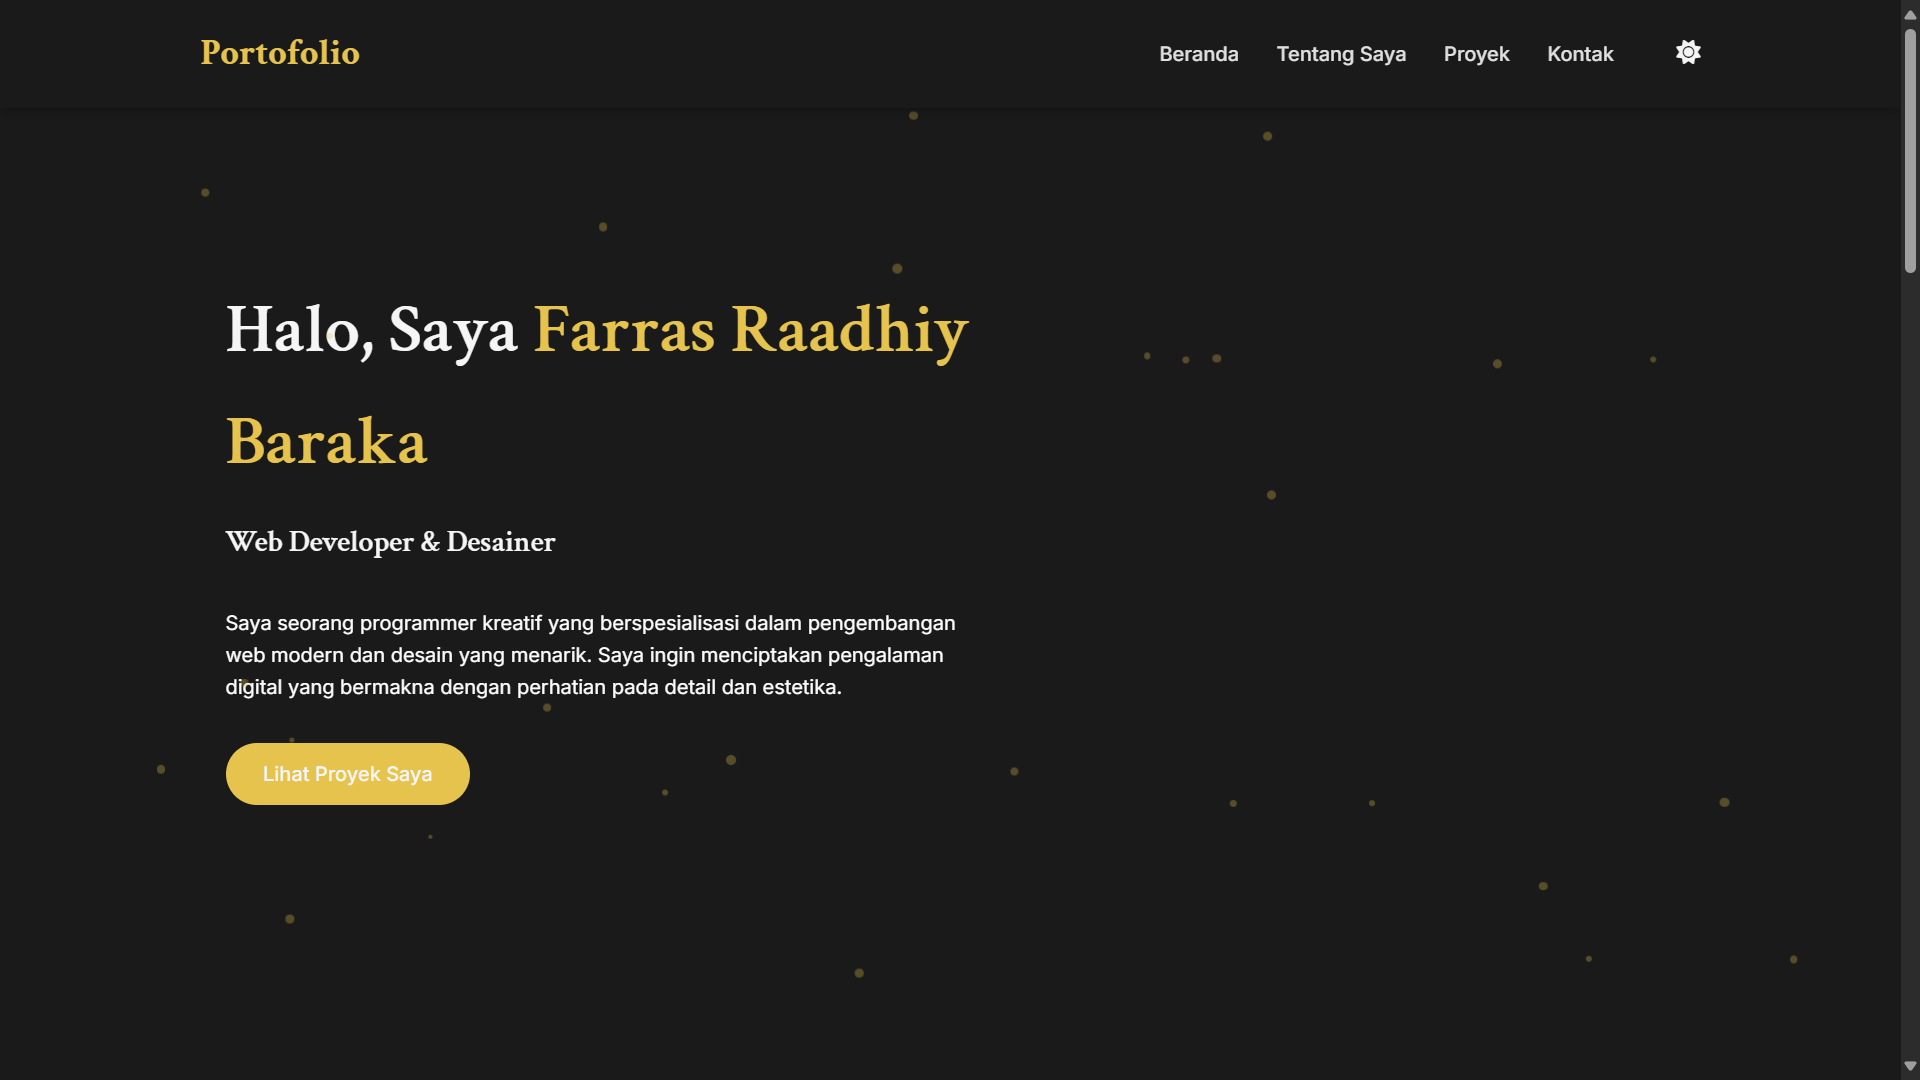 Portofolio
Beranda
Tentang Saya
Proyek
Kontak
Halo, Saya Farras Raadhiy
Baraka
Web Developer & Desainer
Saya seorang programmer kreatif yang berspesialisasi dalam pengembangan
web modern dan desain yang menarik. Saya ingin menciptakan pengalaman
digital yang bermakna dengan perhatian pada detail dan estetika.
Lihat Proyek Saya